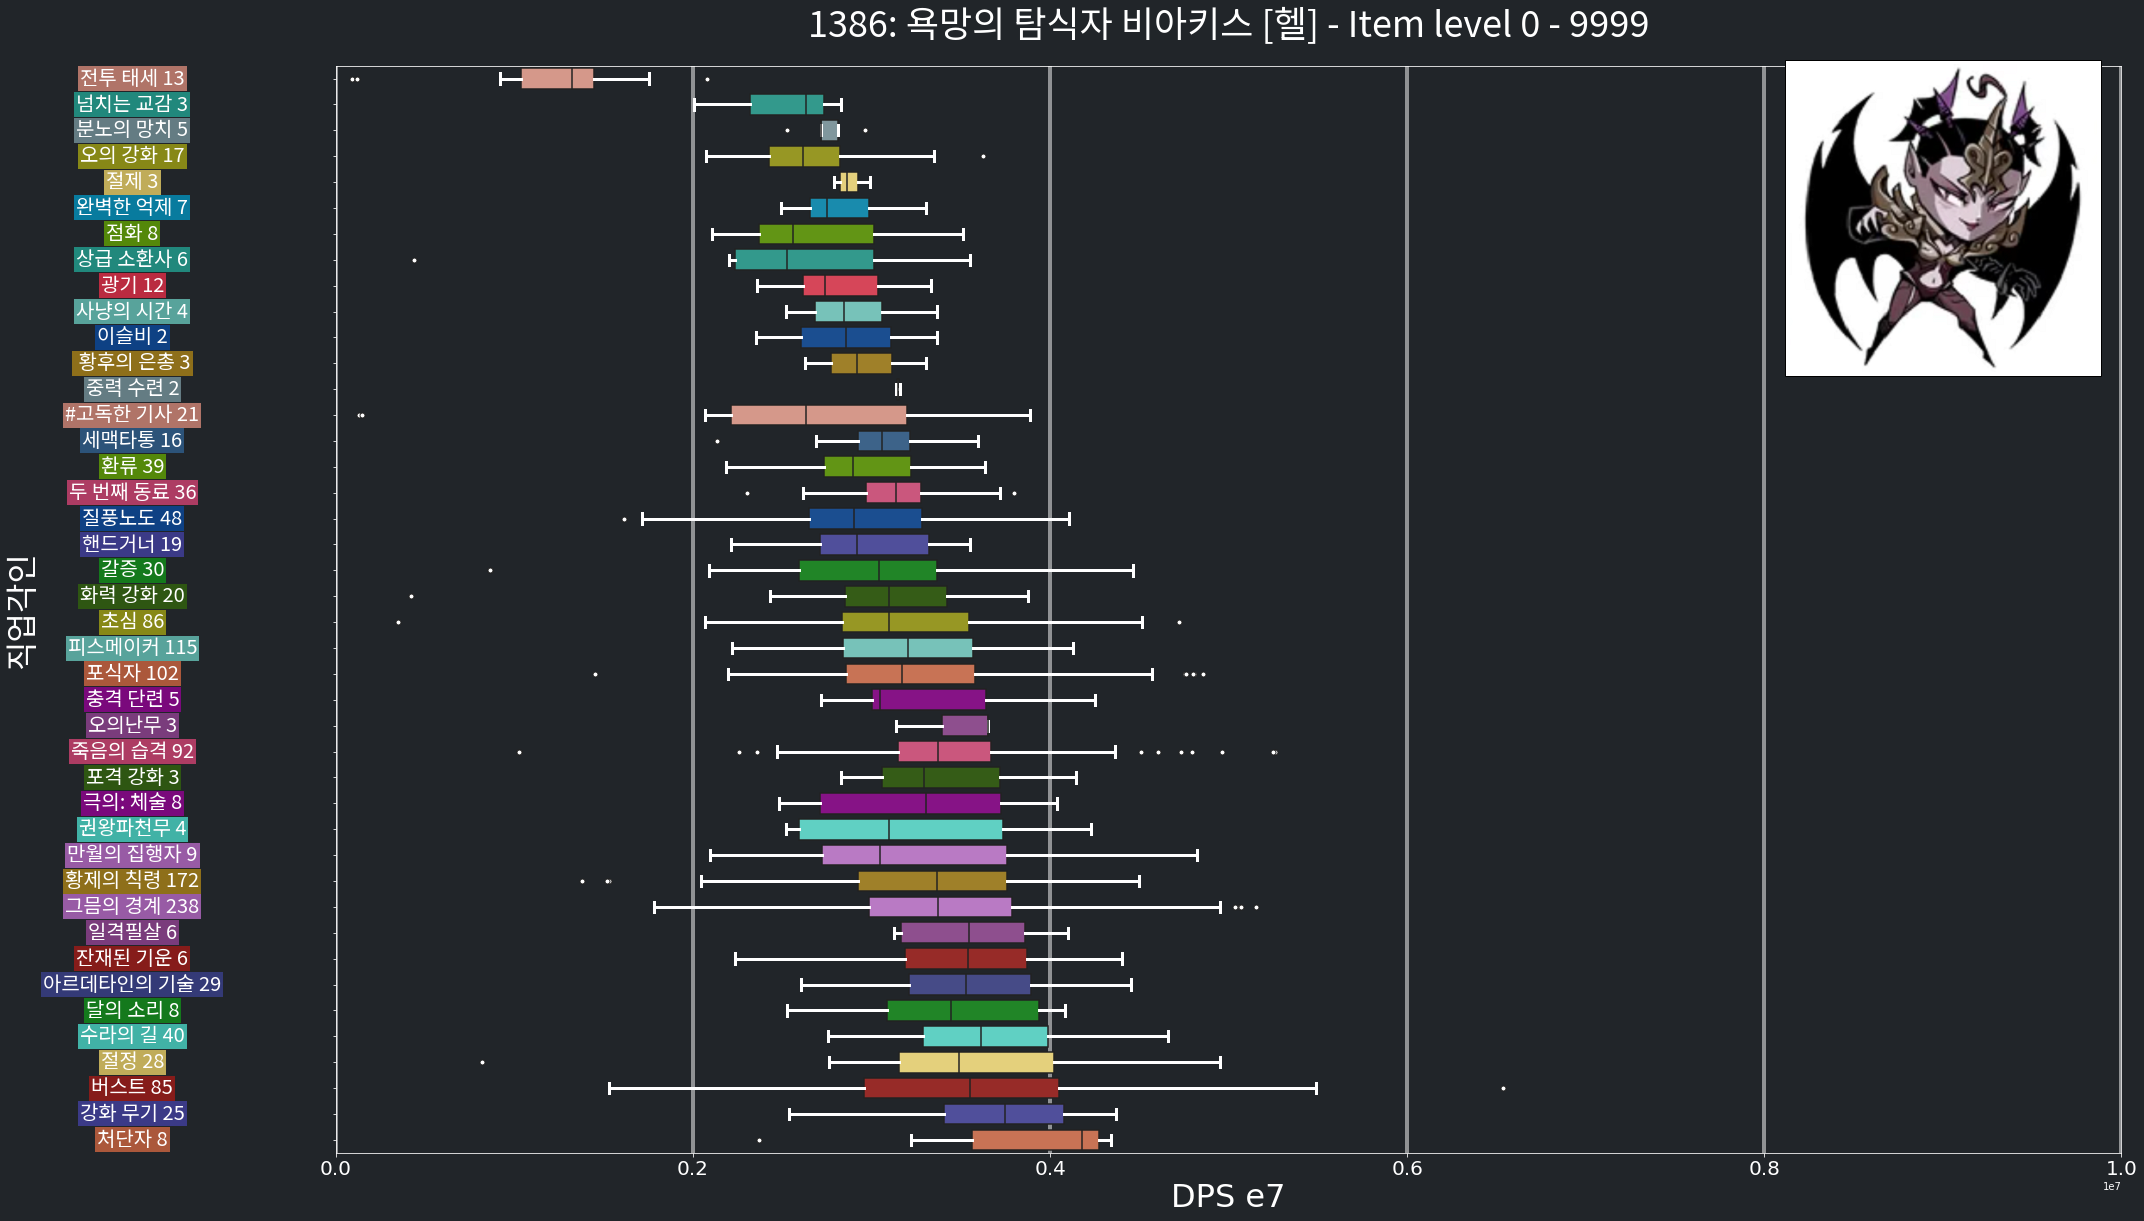 1386: 욕망의 탐식자 비아키스 [헬] - Item level 0 - 9999
전투 태세 13
넘치는 교감 3
분노의 망치 5
오의 강화 17
절제 3
완벽한 억제 7
점화 8
상급 소환사 6
광기 12
사냥의 시간 4
이슬비 2
황후의 은총 3
중력 수련 2
#고독한 기사 21
세맥타통 16
환류 39
두 번째 동료 36
질풍노도 48
핸드거너 19
갈증 30
화력 강화 20
초심 86
피스메이커 115
포식자 102
충격 단련 5
오의난무 3
죽음의 습격 92
포격 강화 3
극의: 체술 8
권왕파천무 4
만월의 집행자 9
황제의 칙령 172
그믐의 경계 238
일격필살 6
잔재된 기운 6
아르데타인의 기술 29
달의 소리 8
수라의 길 40
절정 28
버스트 85
강화 무기 25
처단자 8
직업각인
0.0 0.2 0.4 0.6 0.8 1.0
1e7
DPS e7